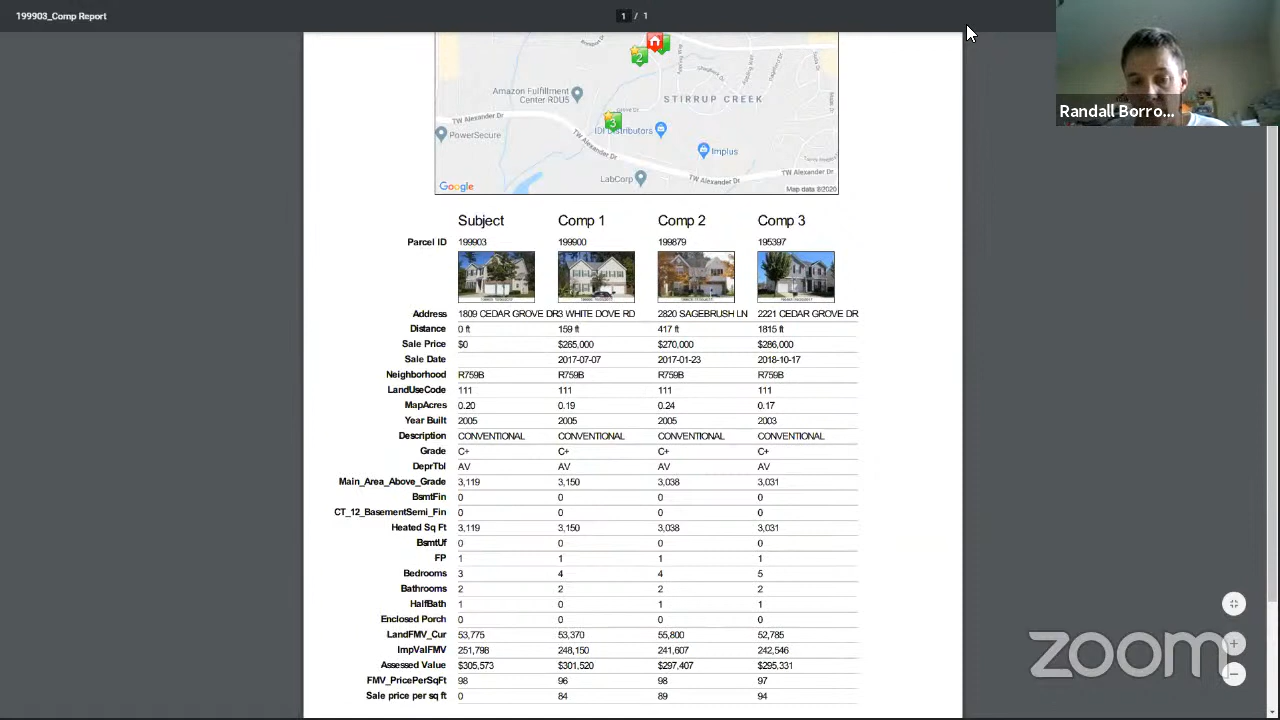 199903_Comp Report
1 / 1
Randall Borro...
2
Amazon Fulfillment
Center RDU5
STIRRUP CREEK
TW Alexander Dr
3
PowerSecure
IDI Distributors
TW Alexander Dr
Implus
LabCorp
TW Alexander Dr
TW Alexander Dr
Google
Map data ©2020
Subject Comp 1 Comp 2 Comp 3
Parcel ID 199903 199900 199879 195397
Address 1809 CEDAR GROVE DR3 WHITE DOVE RD 2820 SAGEBRUSH LN 2221 CEDAR GROVE DR
Distance 0 ft 159 ft 417 ft 1815 ft
Sale Price $0 $265,000 $270,000 $286,000
Sale Date 2017-07-07 2017-01-23 2018-10-17
Neighborhood R759B R759B R759B R759B
LandUseCode 111 111 111 111
MapAcres 0.20 0.19 0.24 0.17
Year Built 2005 2005 2005 2003
Description CONVENTIONAL CONVENTIONAL CONVENTIONAL CONVENTIONAL
Grade C+ C+ C+ C+
DeprTbl AV AV AV AV
Main_Area_Above_Grade 3,119 3,150 3,038 3,031
BsmtFin 0 0 0 0
CT_12_BasementSemi_Fin 0 0 0 0
Heated Sq Ft 3,119 3,150 3,038 3,031
BsmtUf 0 0 0 0
FP 1 1 1 1
Bedrooms 3 4 4 5
Bathrooms 2 2 2 2
HalfBath 1 0 1 1
Enclosed Porch 0 0 0 0
LandFMV_Cur 53,775 53,370 55,800 52,785
ImpValFMV 251,798 248,150 241,607 242,546
Assessed Value $305,573 $301,520 $297,407 $295,331
FMV_PricePerSqFt 98 96 98 97
Sale price per sq ft 0 84 89 94
zoom